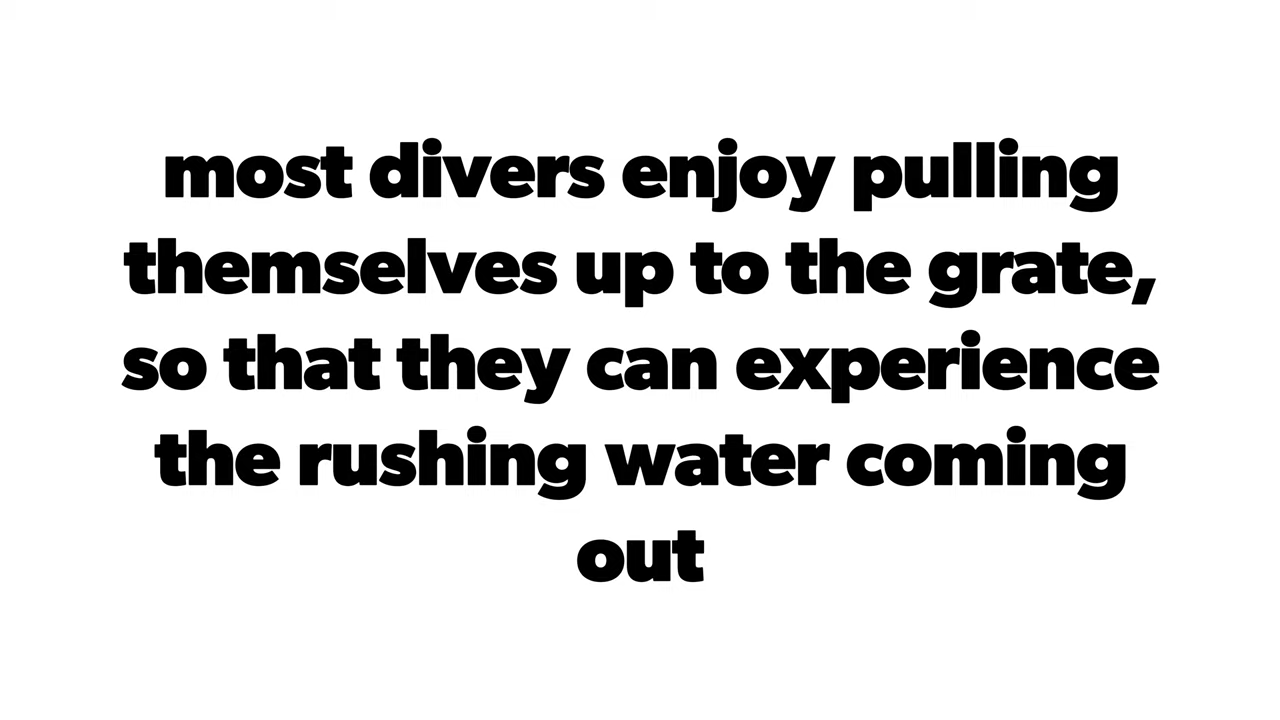 most divers enjoy pulling
themselves up to the grate,
so that they can experience
the rushing water coming
out